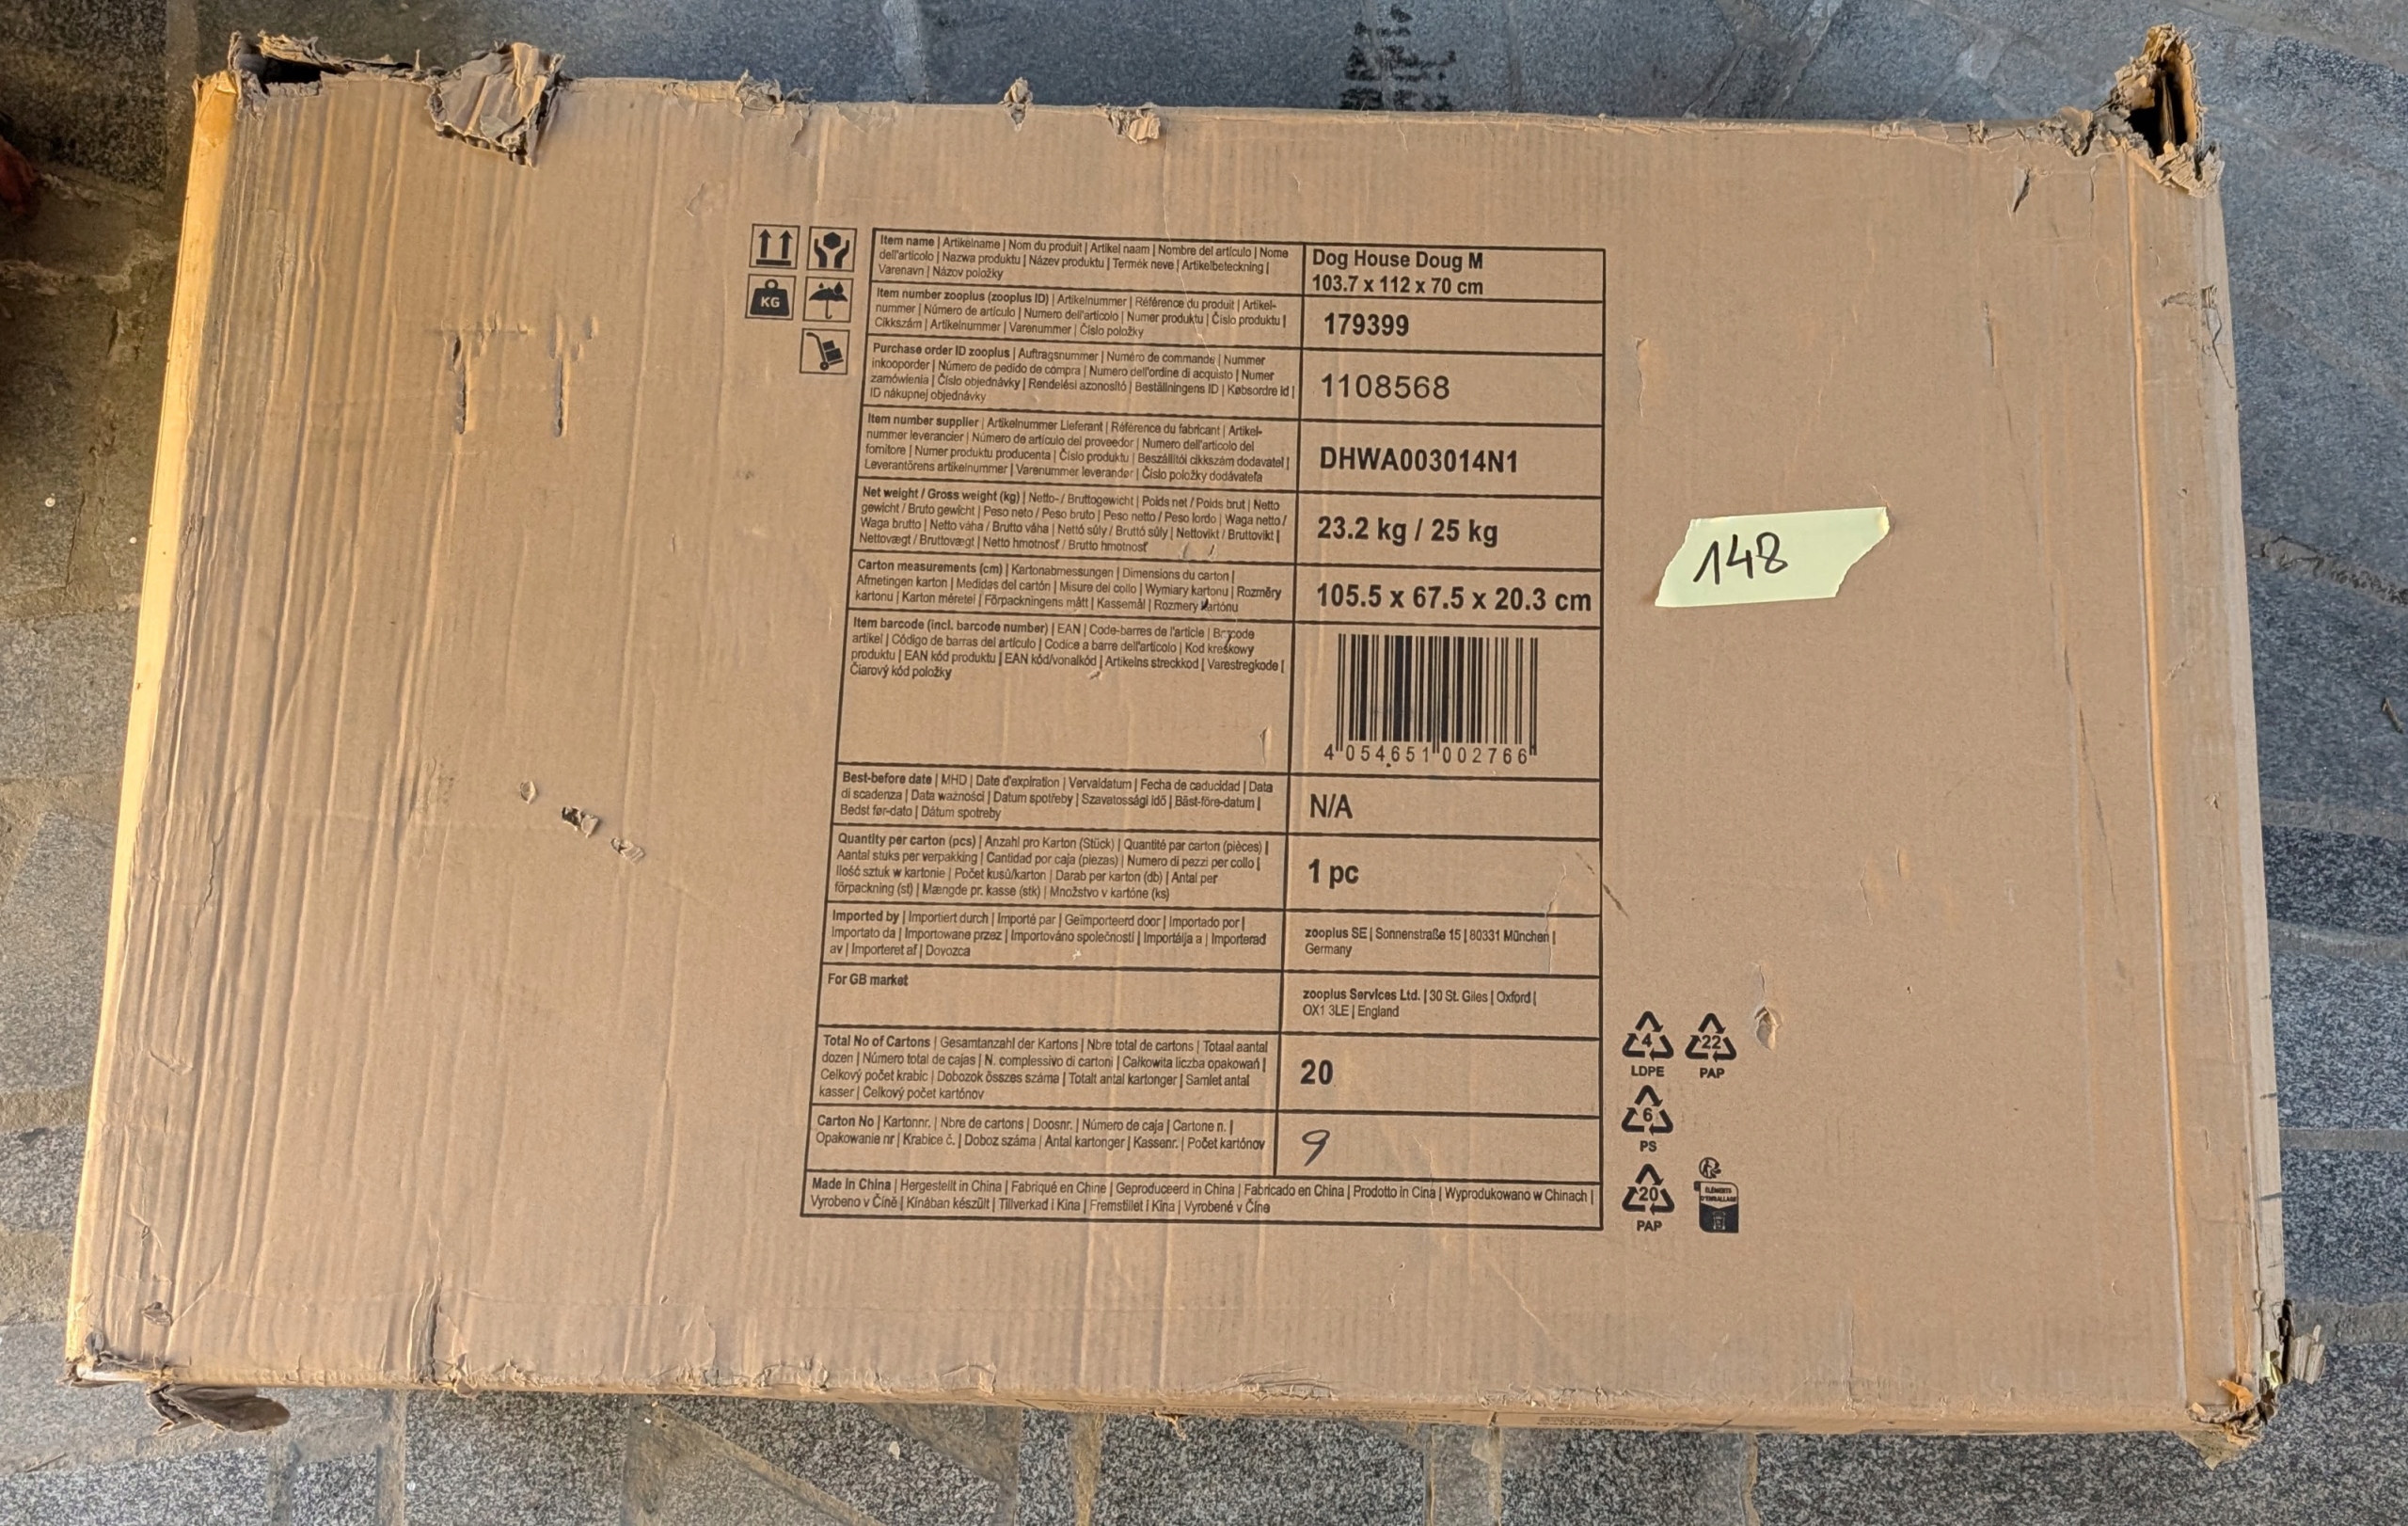 KG
Item name | Artikelname | Nom du produit | Artikel naam | Nombre del artículo | Nome
dell'articolo | Nazwa produktu | Název produktu | Termék neve | Artikelbeteckning |
Varenavn | Názov položky
Dog House Doug M
103.7 x 112 x 70 cm
Item number zooplus (zooplus ID) | Artikelnummer | Référence du produit | Artikel-
nummer | Número de artículo | Numero dell'articolo | Numer produktu | Číslo produktu |
Cikkszám | Artikelnummer | Varenummer | Číslo položky
179399
Purchase order ID zooplus | Auftragsnummer | Numéro de commande | Nummer
inkooporder | Número de pedido de compra | Numero dell'ordine di acquisto | Numer
zamówienia | Číslo objednávky | Rendelési azonosító | Beställningens ID | Købsordre id |
ID nákupnej objednávky
1108568
Item number supplier | Artikelnummer Lieferant | Référence du fabricant | Artikel-
nummer leverancier | Número de artículo del proveedor | Numero dell'articolo del
fornitore | Numer produktu producenta | Číslo produktu | Beszállítói cikkszám dodavatel |
Leverantörens artikelnummer | Varenummer leverandør | Číslo položky dodávateľa
DHWA003014N1
Net weight / Gross weight (kg) | Netto- / Bruttogewicht | Poids net / Poids brut | Netto
gewicht / Bruto gewicht | Peso neto / Peso bruto | Peso netto / Peso lordo | Waga netto /
Waga brutto | Netto váha / Brutto váha | Nettó súly / Bruttó súly | Nettovikt / Bruttovikt |
Nettovægt / Bruttovægt | Netto hmotnosť / Brutto hmotnosť
23.2 kg / 25 kg
Carton measurements (cm) | Kartonabmessungen | Dimensions du carton |
Afmetingen karton | Medidas del cartón | Misure del collo | Wymiary kartonu | Rozměry
kartonu | Karton méretei | Förpackningens mått | Kassemål | Rozmery kartónu
105.5 x 67.5 x 20.3 cm
148
Item barcode (incl. barcode number) | EAN | Code-barres de l'article | Barcode
artikel | Código de barras del artículo | Codice a barre dell'articolo | Kod kreskowy
produktu | EAN kód produktu | EAN kód/vonalkód | Artikelns streckkod | Varestregkode |
Čiarový kód položky
4 054651 002766
Best-before date | MHD | Date d'expiration | Vervaldatum | Fecha de caducidad | Data
di scadenza | Data ważności | Datum spotřeby | Szavatossági idő | Bäst-före-datum |
Bedst før-dato | Dátum spotreby
N/A
Quantity per carton (pcs) | Anzahl pro Karton (Stück) | Quantité par carton (pièces) |
Aantal stuks per verpakking | Cantidad por caja (piezas) | Numero di pezzi per collo |
Ilość sztuk w kartonie | Počet kusů/karton | Darab per karton (db) | Antal per
förpackning (st) | Mængde pr. kasse (stk) | Množstvo v kartóne (ks)
1 pc
Imported by | Importiert durch | Importé par | Geïmporteerd door | Importado por |
Importato da | Importowane przez | Importováno společností | Importálja a | Importerad
av | Importeret af | Dovozca
zooplus SE | Sonnenstraße 15 | 80331 München |
Germany
For GB market
zooplus Services Ltd. | 30 St. Giles | Oxford |
OX1 3LE | England
Total No of Cartons | Gesamtanzahl der Kartons | Nbre total de cartons | Totaal aantal
dozen | Número total de cajas | N. complessivo di cartoni | Całkowita liczba opakowań |
Celkový počet krabic | Dobozok összes száma | Totalt antal kartonger | Samlet antal
kasser | Celkový počet kartónov
20
Carton No | Kartonnr. | Nbre de cartons | Doosnr. | Número de caja | Cartone n. |
Opakowanie nr | Krabice č. | Doboz száma | Antal kartonger | Kassenr. | Počet kartónov
9
Made in China | Hergestellt in China | Fabriqué en Chine | Geproduceerd in China | Fabricado en China | Prodotto in Cina | Wyprodukowano w Chinach |
Vyrobeno v Číně | Kínában készült | Tillverkad i Kina | Fremstillet i Kina | Vyrobené v Číne
4
LDPE
22
PAP
6
PS
20
PAP
ÉLÉMENTS
D'EMBALLAGE